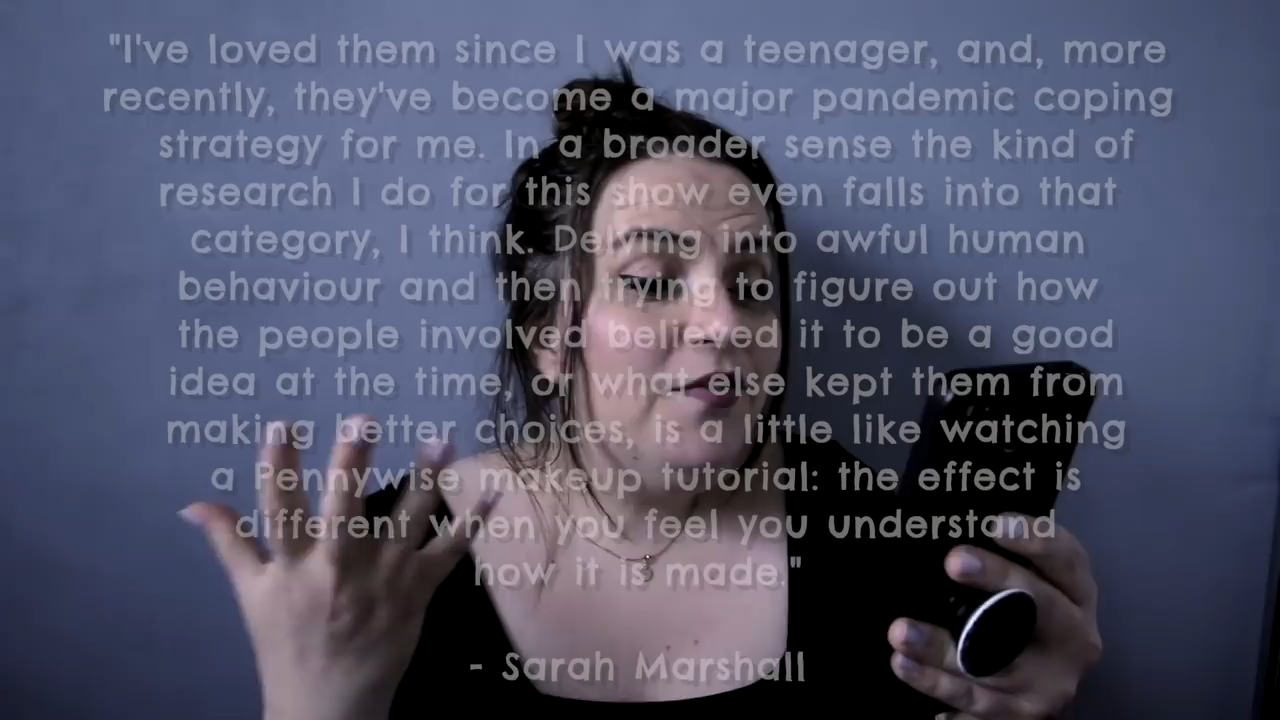 "I've loved them since I was a teenager, and, more
recently, they've become a major pandemic coping
strategy for me. In a broader sense the kind of
research I do for this show even falls into that
category, I think. Delving into awful human
behaviour and then trying to figure out how
the people involved believed it to be a good
idea at the time, or what else kept them from
making better choices, is a little like watching
a Pennywise makeup tutorial: the effect is
different when you feel you understand
how it is made."
- Sarah Marshall